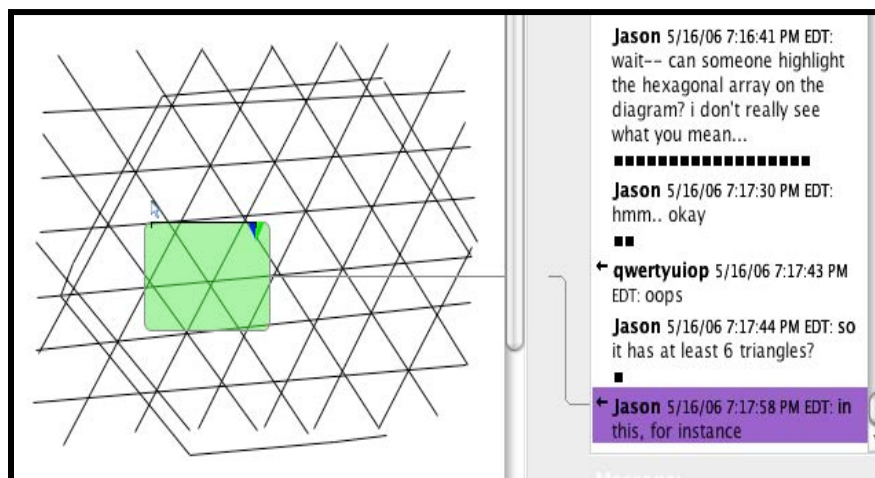 Jason 5/16/06 7:16:41 PM EDT:
wait-- can someone highlight
the hexagonal array on the
diagram? i don't really see
what you mean...
Jason 5/16/06 7:17:30 PM EDT:
hmm.. okay
qwertyuiop 5/16/06 7:17:43 PM
EDT: oops
Jason 5/16/06 7:17:44 PM EDT: so
it has at least 6 triangles?
Jason 5/16/06 7:17:58 PM EDT: in
this, for instance